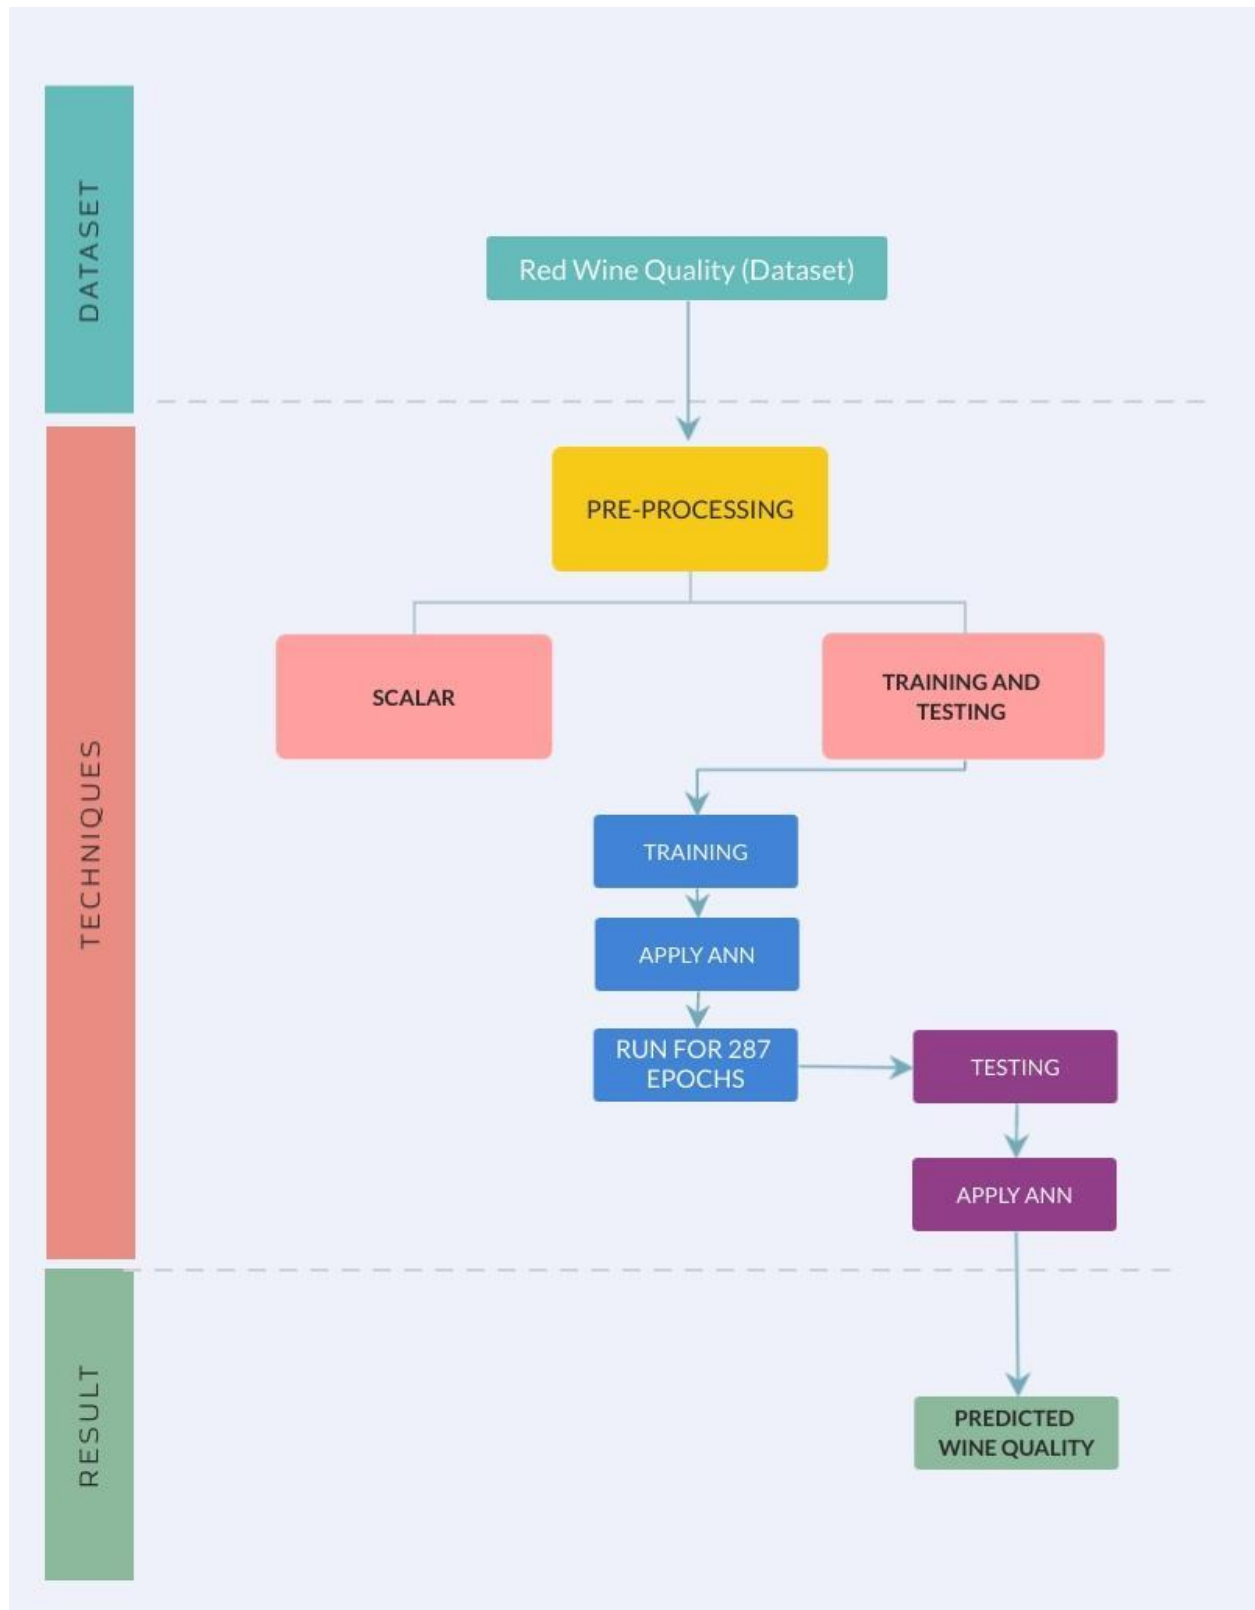 DATASET
Red Wine Quality (Dataset)
TECHNIQUES
PRE-PROCESSING
SCALAR
TRAINING AND
TESTING
TRAINING
APPLY ANN
RUN FOR 287
EPOCHS
TESTING
APPLY ANN
RESULT
PREDICTED
WINE QUALITY